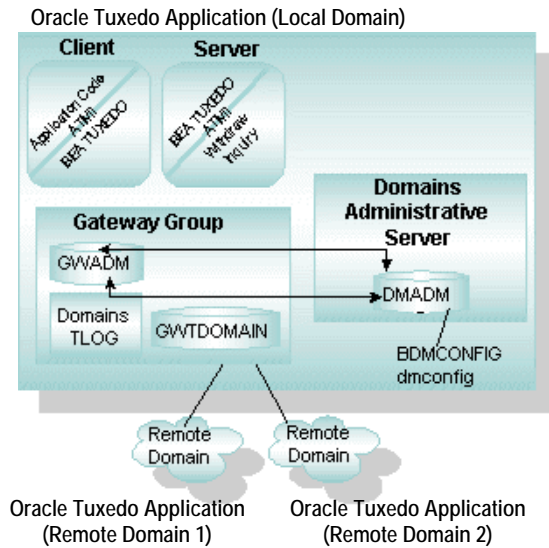 Oracle Tuxedo Application (Local Domain)
Client
Server
Application Code
ATMI
BEA TUXEDO
BEA TUXEDO
ATMI
Withdraw
Inquiry
Gateway Group
GWADM
Domains
TLOG
GWTDOMAIN
Domains
Administrative
Server
DMADM
BDMCONFIG
dmconfig
Remote
Domain
Remote
Domain
Oracle Tuxedo Application
(Remote Domain 1)
Oracle Tuxedo Application
(Remote Domain 2)